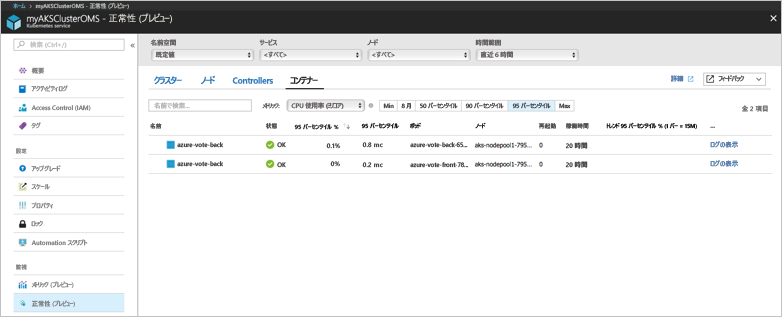 ホーム > myAKSClusterOMS - 正常性 (プレビュー)
myAKSClusterOMS - 正常性 (プレビュー)
Kubernetes service
検索 (Ctrl+/)
概要
アクティビティ ログ
Access Control (IAM)
タグ
設定
アップグレード
スケール
プロパティ
ロック
Automation スクリプト
監視
メトリック (プレビュー)
正常性 (プレビュー)
名前空間 サービス ノード 時間範囲
既定値 <すべて> <すべて> 直近 6 時間
クラスター ノード Controllers コンテナー 詳細 フィードバック
名前で検索... メトリック: CPU 使用率 (ミリコア) Min 8 月 50 パーセンタイル 90 パーセンタイル 95 パーセンタイル Max 全 2 項目
名前 状態 95 パーセンタイル % 95 パーセンタイル ポッド ノード 再起動 稼働時間 トレンド 95 パーセンタイル % (1 バー = 15M) ...
azure-vote-back OK 0.1% 0.8 mc azure-vote-back-65... aks-nodepool1-795... 0 20 時間 ログの表示
azure-vote-back OK 0% 0.2 mc azure-vote-front-78... aks-nodepool1-795... 0 20 時間 ログの表示